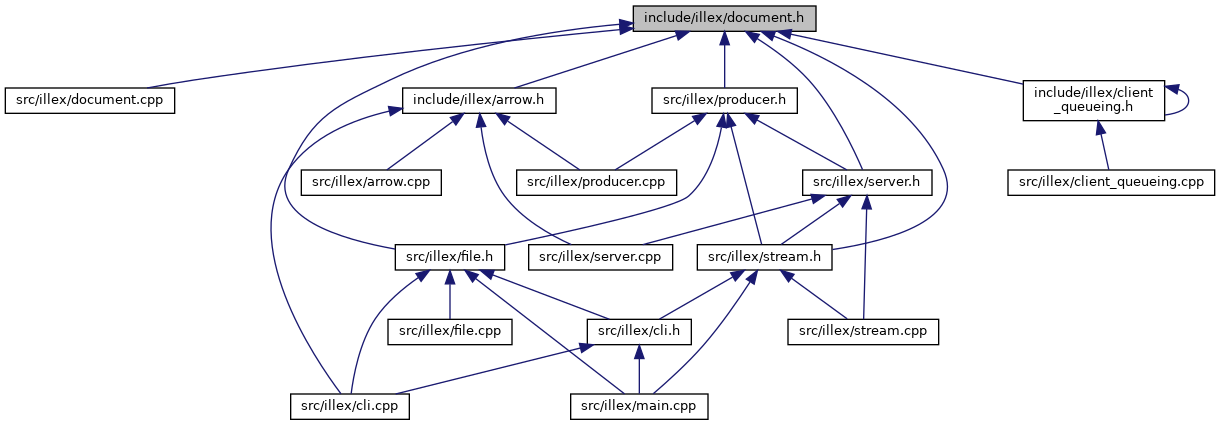 include/illex/document.h
src/illex/document.cpp
include/illex/arrow.h
src/illex/producer.h
include/illex/client
_queueing.h
src/illex/arrow.cpp
src/illex/producer.cpp
src/illex/server.h
src/illex/client_queueing.cpp
src/illex/file.h
src/illex/server.cpp
src/illex/stream.h
src/illex/file.cpp
src/illex/cli.h
src/illex/stream.cpp
src/illex/cli.cpp
src/illex/main.cpp